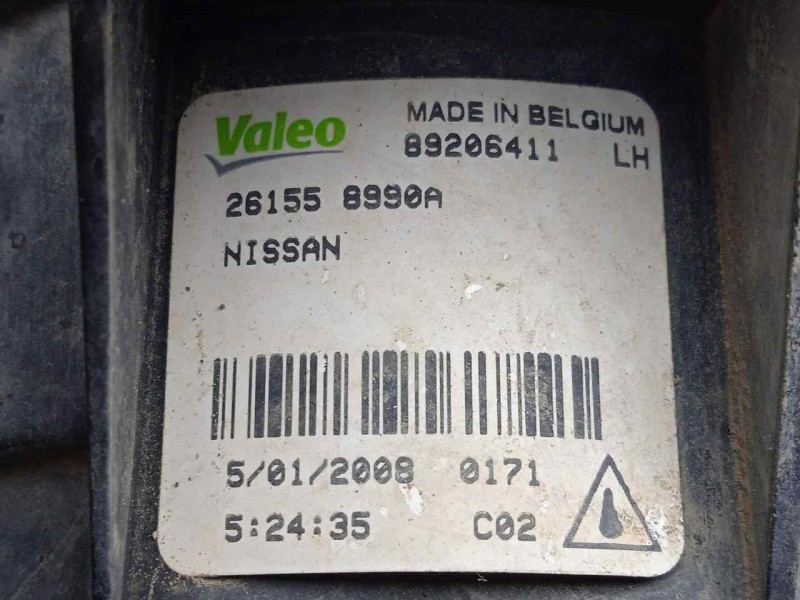 Valeo MADE IN BELGIUM
89206411 LH
26155 8990A
NISSAN
5/01/2008 0171
5:24:35 C02